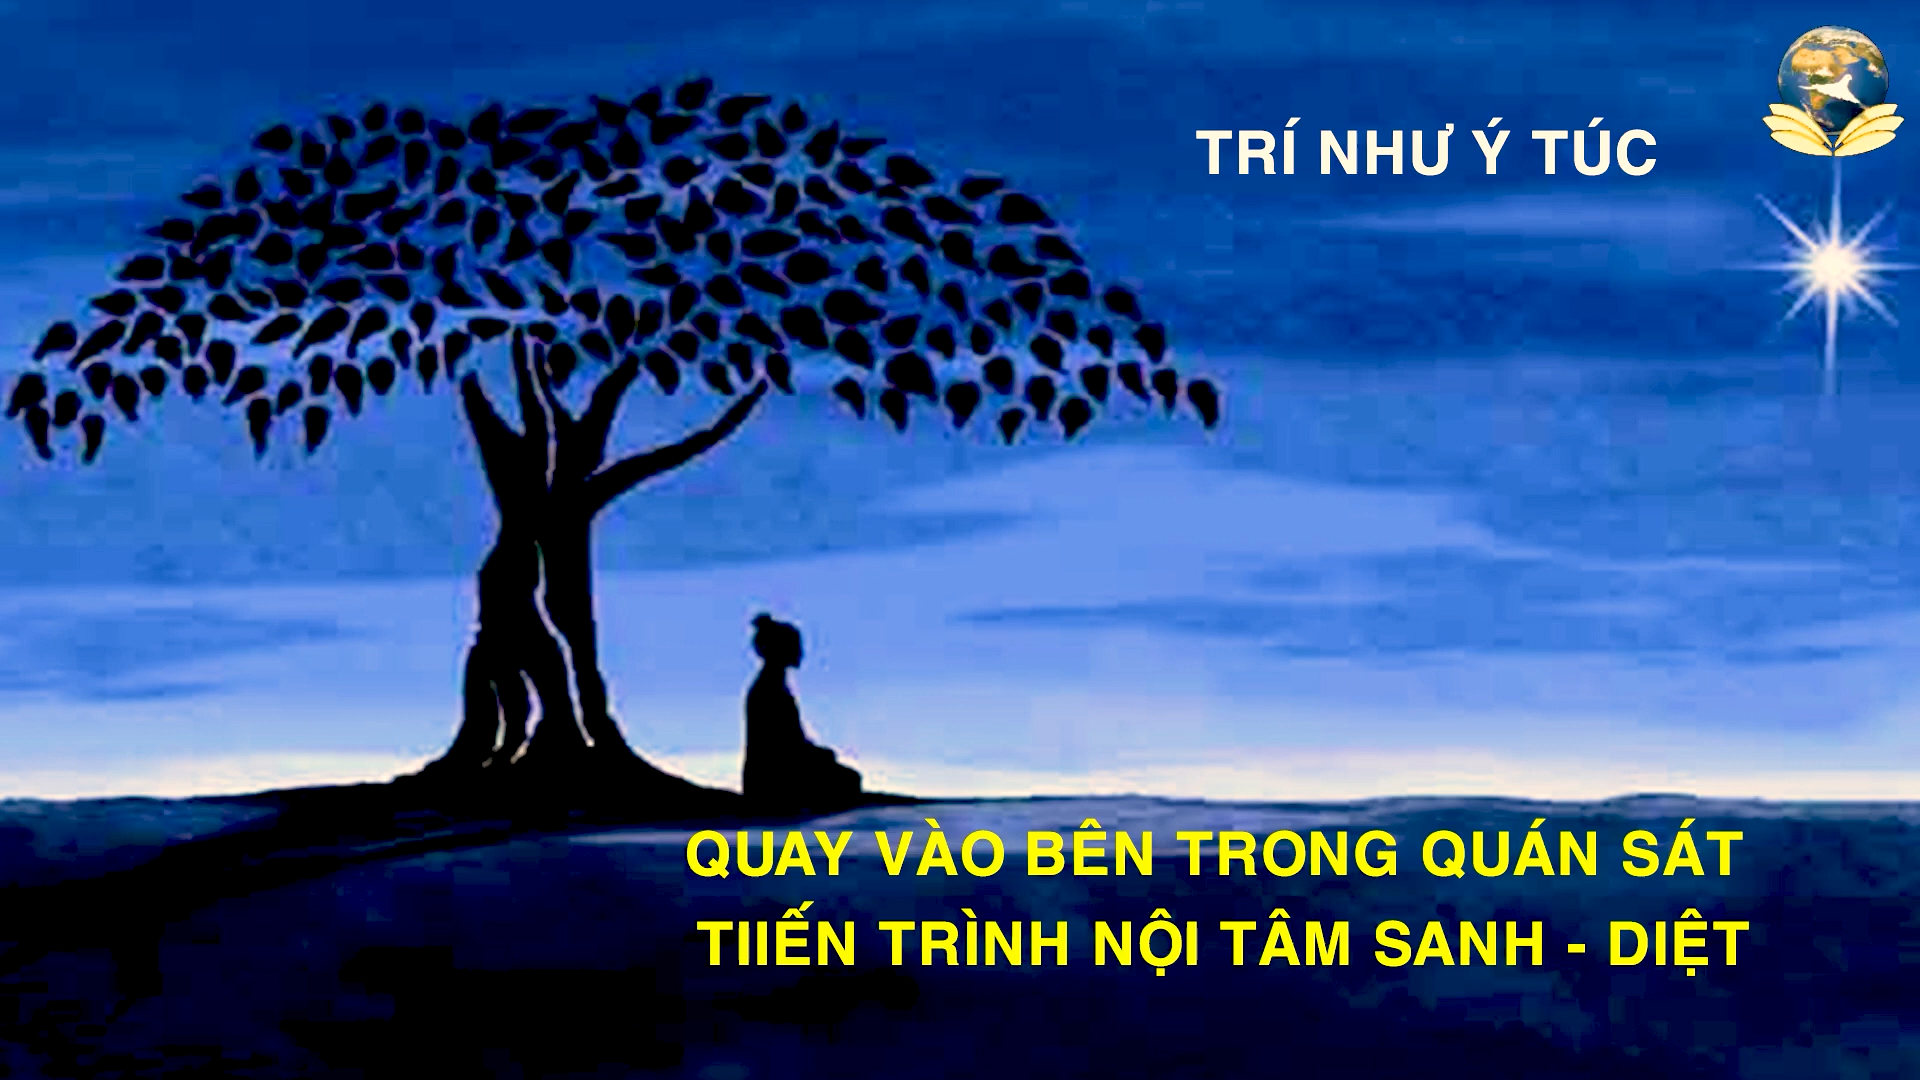 TRÍ NHƯ Ý TÚC
QUAY VÀO BÊN TRONG QUÁN SÁT
TIIẾN TRÌNH NỘI TÂM SANH - DIỆT